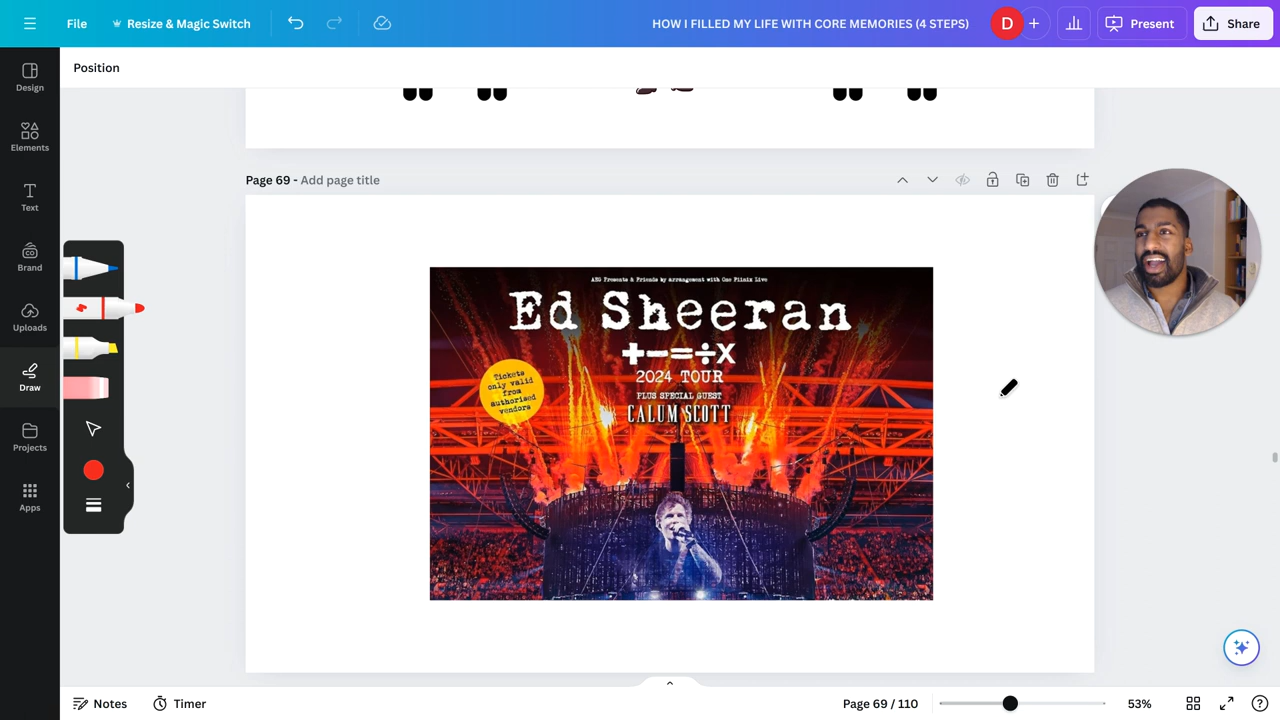 File
Resize & Magic Switch
HOW I FILLED MY LIFE WITH CORE MEMORIES (4 STEPS)
D
+
Present
Share
Position
Design
Elements
Text
Brand
Uploads
Draw
Projects
Apps
Page 69 - Add page title
AEG Presents & Friends by arrangement with One Fiinix Live
Ed Sheeran
+-=÷x
2024 TOUR
PLUS SPECIAL GUEST
CALUM SCOTT
Tickets
only valid
from
authorised
vendors
Notes
Timer
Page 69 / 110
53%